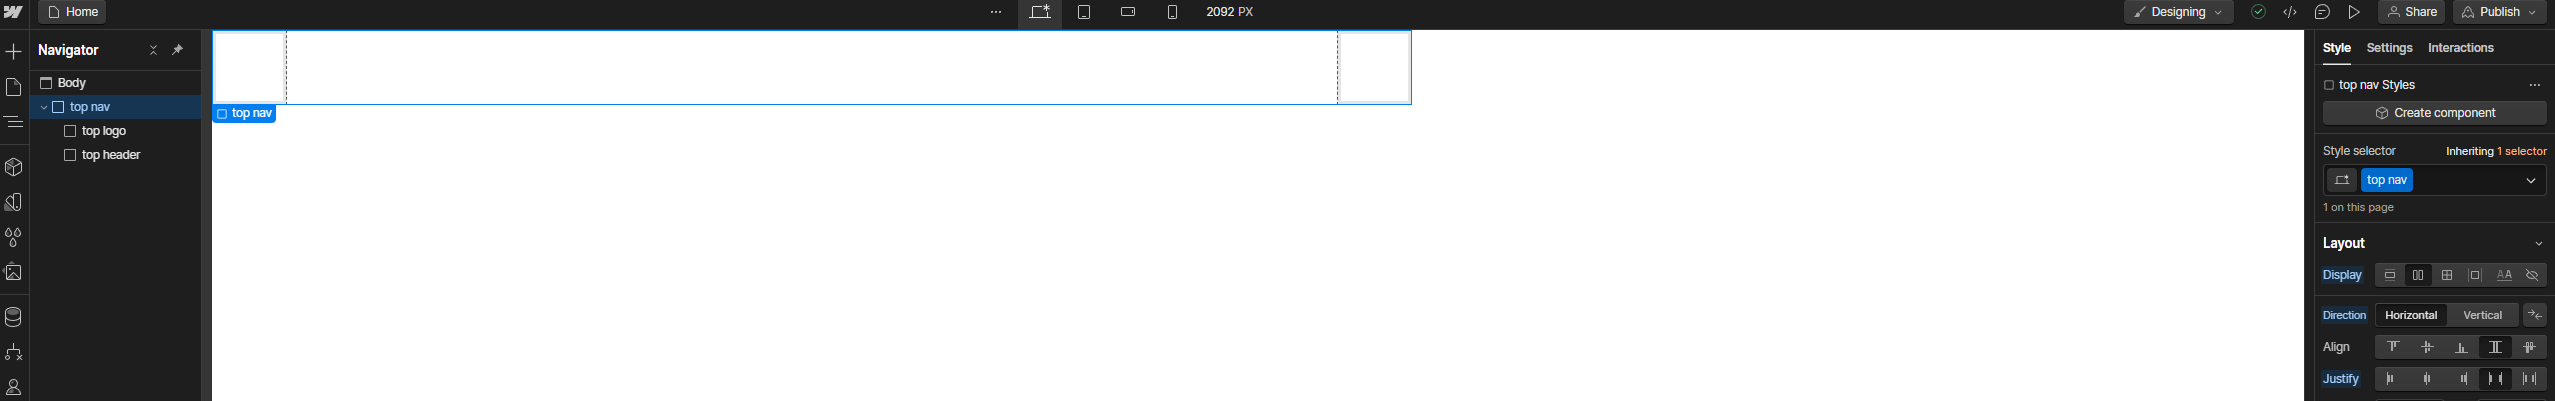 Home
2092 PX
Designing
Share
Publish
Navigator
Body
top nav
top logo
top header
top nav
Style Settings Interactions
top nav Styles
Create component
Style selector Inheriting 1 selector
top nav
1 on this page
Layout
Display
AA
Direction Horizontal Vertical
Align
Justify